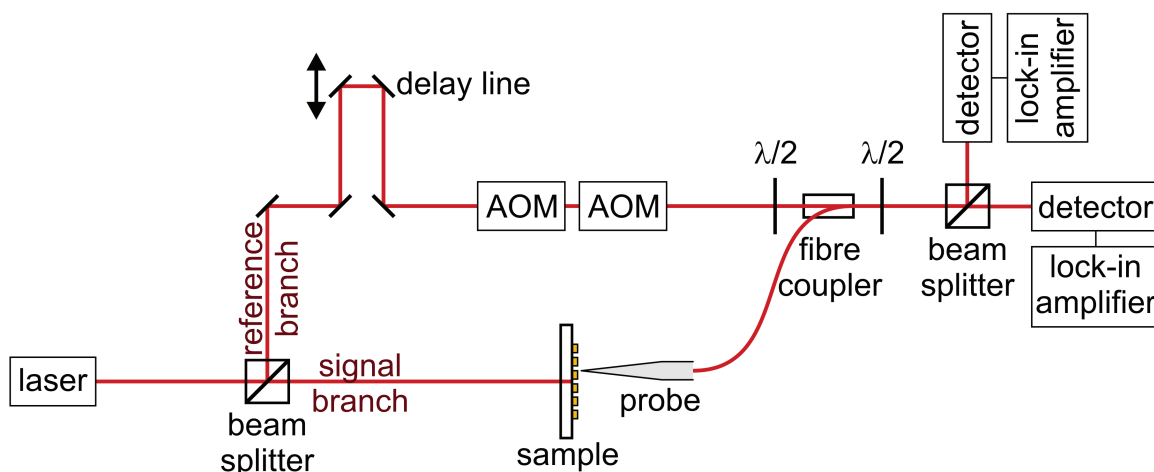 delay line
detector
lock-in
amplifier
λ/2
λ/2
AOM
AOM
detector
fibre
coupler
beam
splitter
lock-in
amplifier
reference
branch
laser
signal
branch
beam
splitter
probe
sample